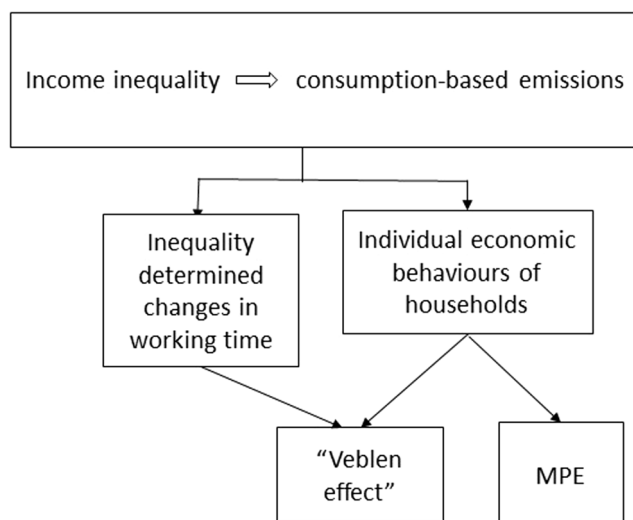 Income inequality ⇨ consumption-based emissions
Inequality
determined
changes in
working time
Individual economic
behaviours of
households
“Veblen
effect”
MPE